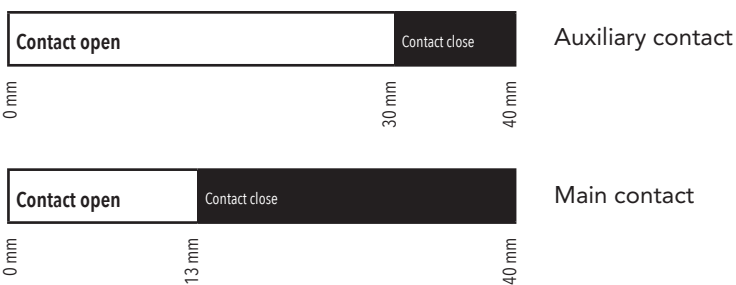 Contact open
Contact close
Auxiliary contact
0 mm
30 mm
40 mm
Contact open
Contact close
Main contact
0 mm
13 mm
40 mm